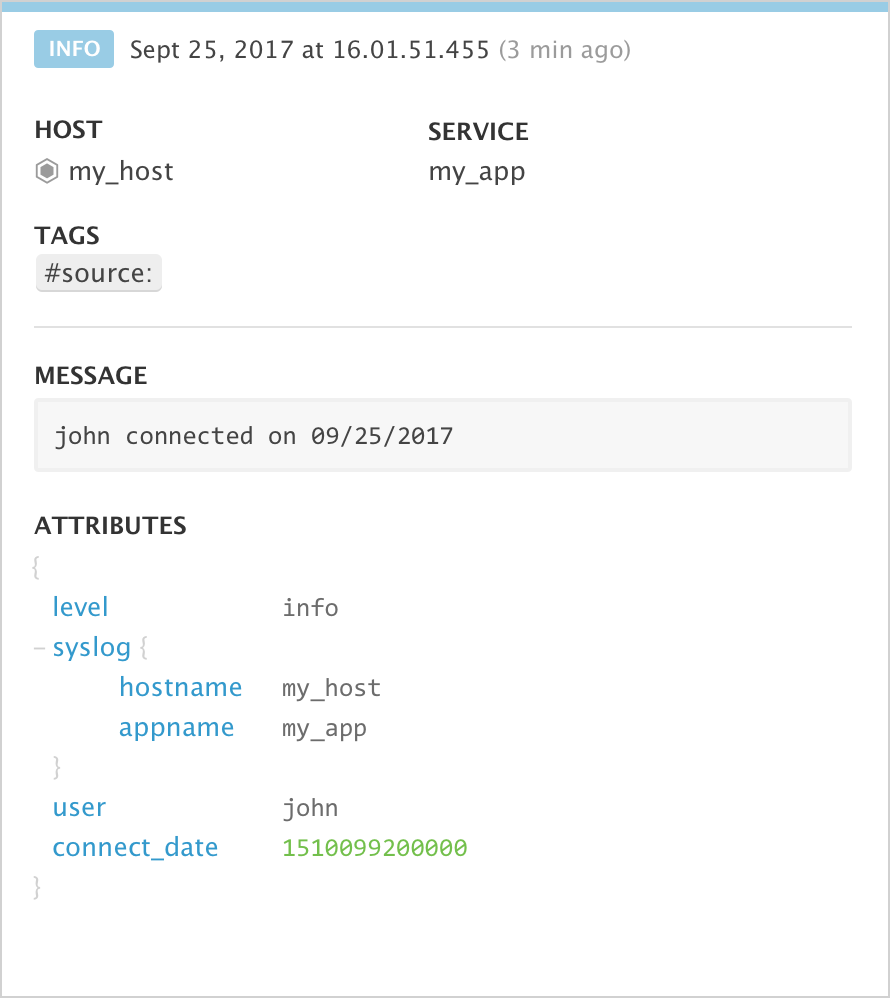 INFO Sept 25, 2017 at 16.01.51.455 (3 min ago)
HOST SERVICE
my_host my_app
TAGS
#source:
MESSAGE
john connected on 09/25/2017
ATTRIBUTES
{
level info
– syslog {
hostname my_host
appname my_app
}
user john
connect_date 1510099200000
}